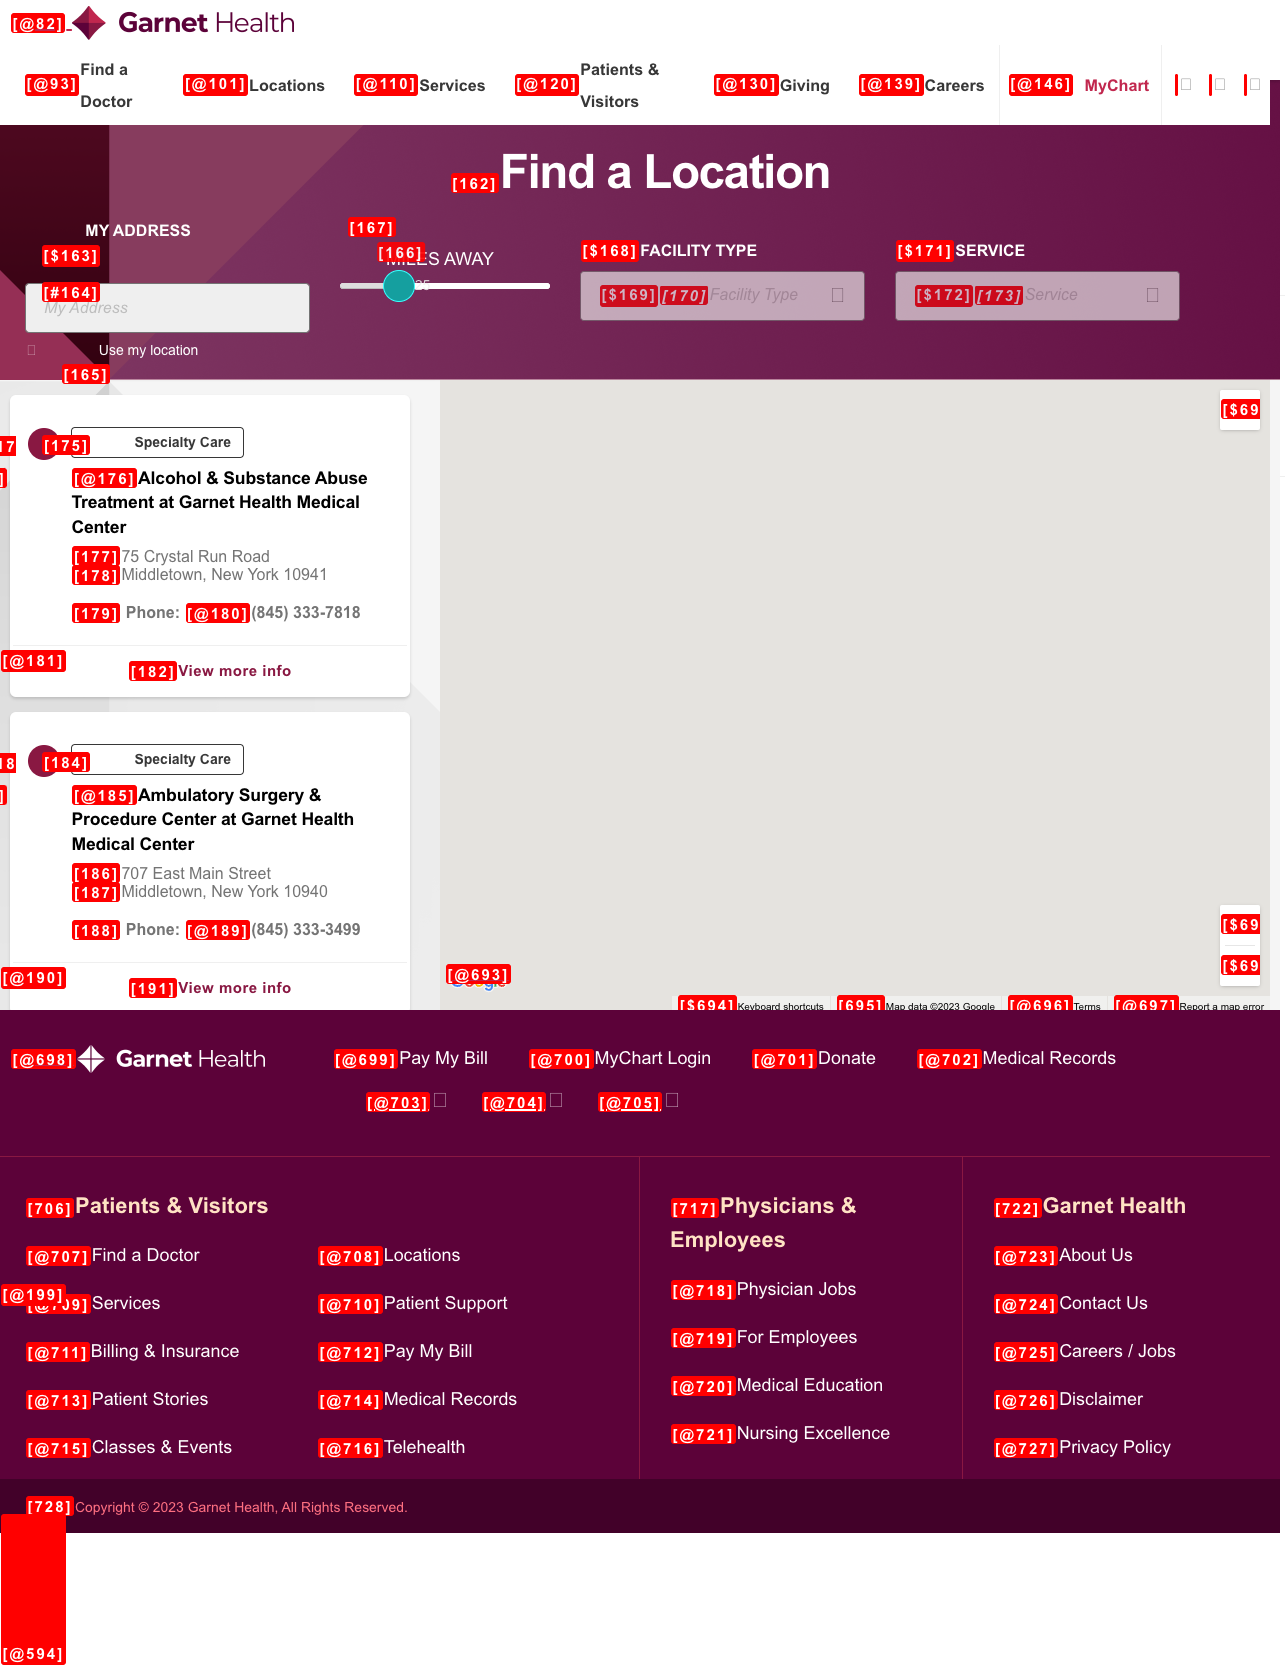 [@82]
Garnet Health
[@93] Find a Doctor
[@101] Locations
[@110] Services
[@120] Patients & Visitors
[@130] Giving
[@139] Careers
[@146] MyChart
[162] Find a Location
MY ADDRESS
[$163]
[#164]
My Address
Use my location
[165]
[167]
[166]
MILES AWAY
25
[$168] FACILITY TYPE
[$169] [170] Facility Type
[$171] SERVICE
[$172] [173] Service
[175] Specialty Care
[@176] Alcohol & Substance Abuse
Treatment at Garnet Health Medical
Center
[177] 75 Crystal Run Road
[178] Middletown, New York 10941
[179] Phone: [@180] (845) 333-7818
[@181]
[182] View more info
[184] Specialty Care
[@185] Ambulatory Surgery &
Procedure Center at Garnet Health
Medical Center
[186] 707 East Main Street
[187] Middletown, New York 10940
[188] Phone: [@189] (845) 333-3499
[@190]
[191] View more info
[$69
[$69
[$69
[@693]
Google
[$694] Keyboard shortcuts
[695] Map data ©2023 Google
[@696] Terms
[@697] Report a map error
[@698] Garnet Health
[@699] Pay My Bill
[@700] MyChart Login
[@701] Donate
[@702] Medical Records
[@703]
[@704]
[@705]
[706] Patients & Visitors
[@707] Find a Doctor
[@708] Locations
[@199]
[@709] Services
[@710] Patient Support
[@711] Billing & Insurance
[@712] Pay My Bill
[@713] Patient Stories
[@714] Medical Records
[@715] Classes & Events
[@716] Telehealth
[717] Physicians &
Employees
[@718] Physician Jobs
[@719] For Employees
[@720] Medical Education
[@721] Nursing Excellence
[722] Garnet Health
[@723] About Us
[@724] Contact Us
[@725] Careers / Jobs
[@726] Disclaimer
[@727] Privacy Policy
[728] Copyright © 2023 Garnet Health, All Rights Reserved.
[@594]